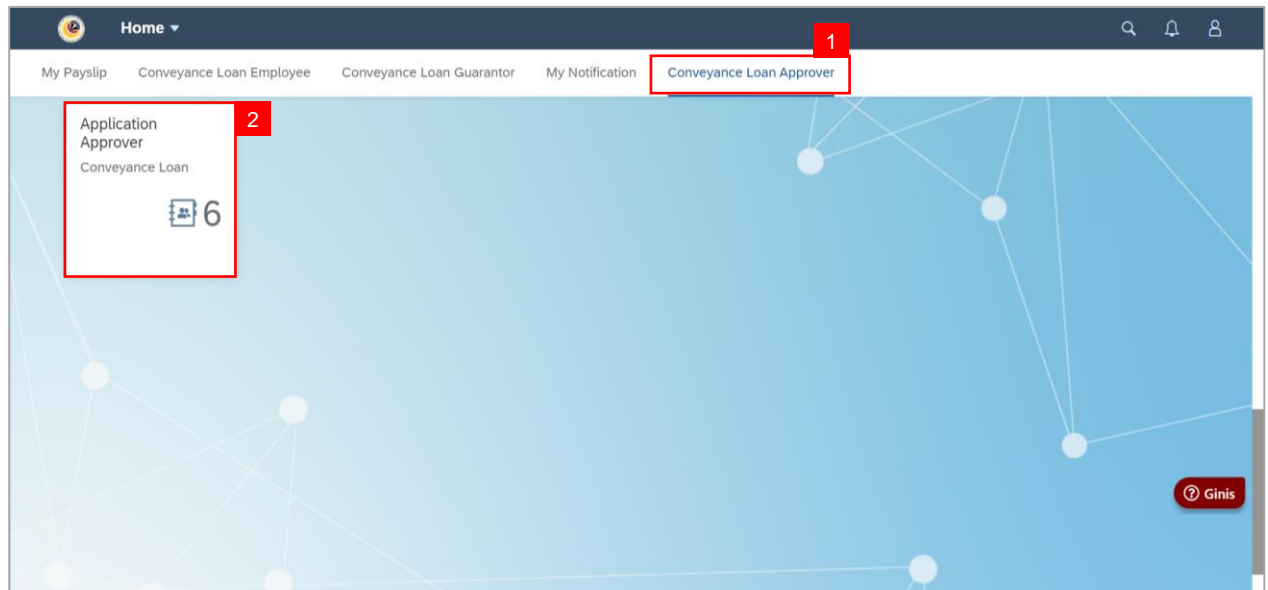 Home
1
My Payslip Conveyance Loan Employee Conveyance Loan Guarantor My Notification Conveyance Loan Approver
Application
Approver
2
Conveyance Loan
6
Ginis